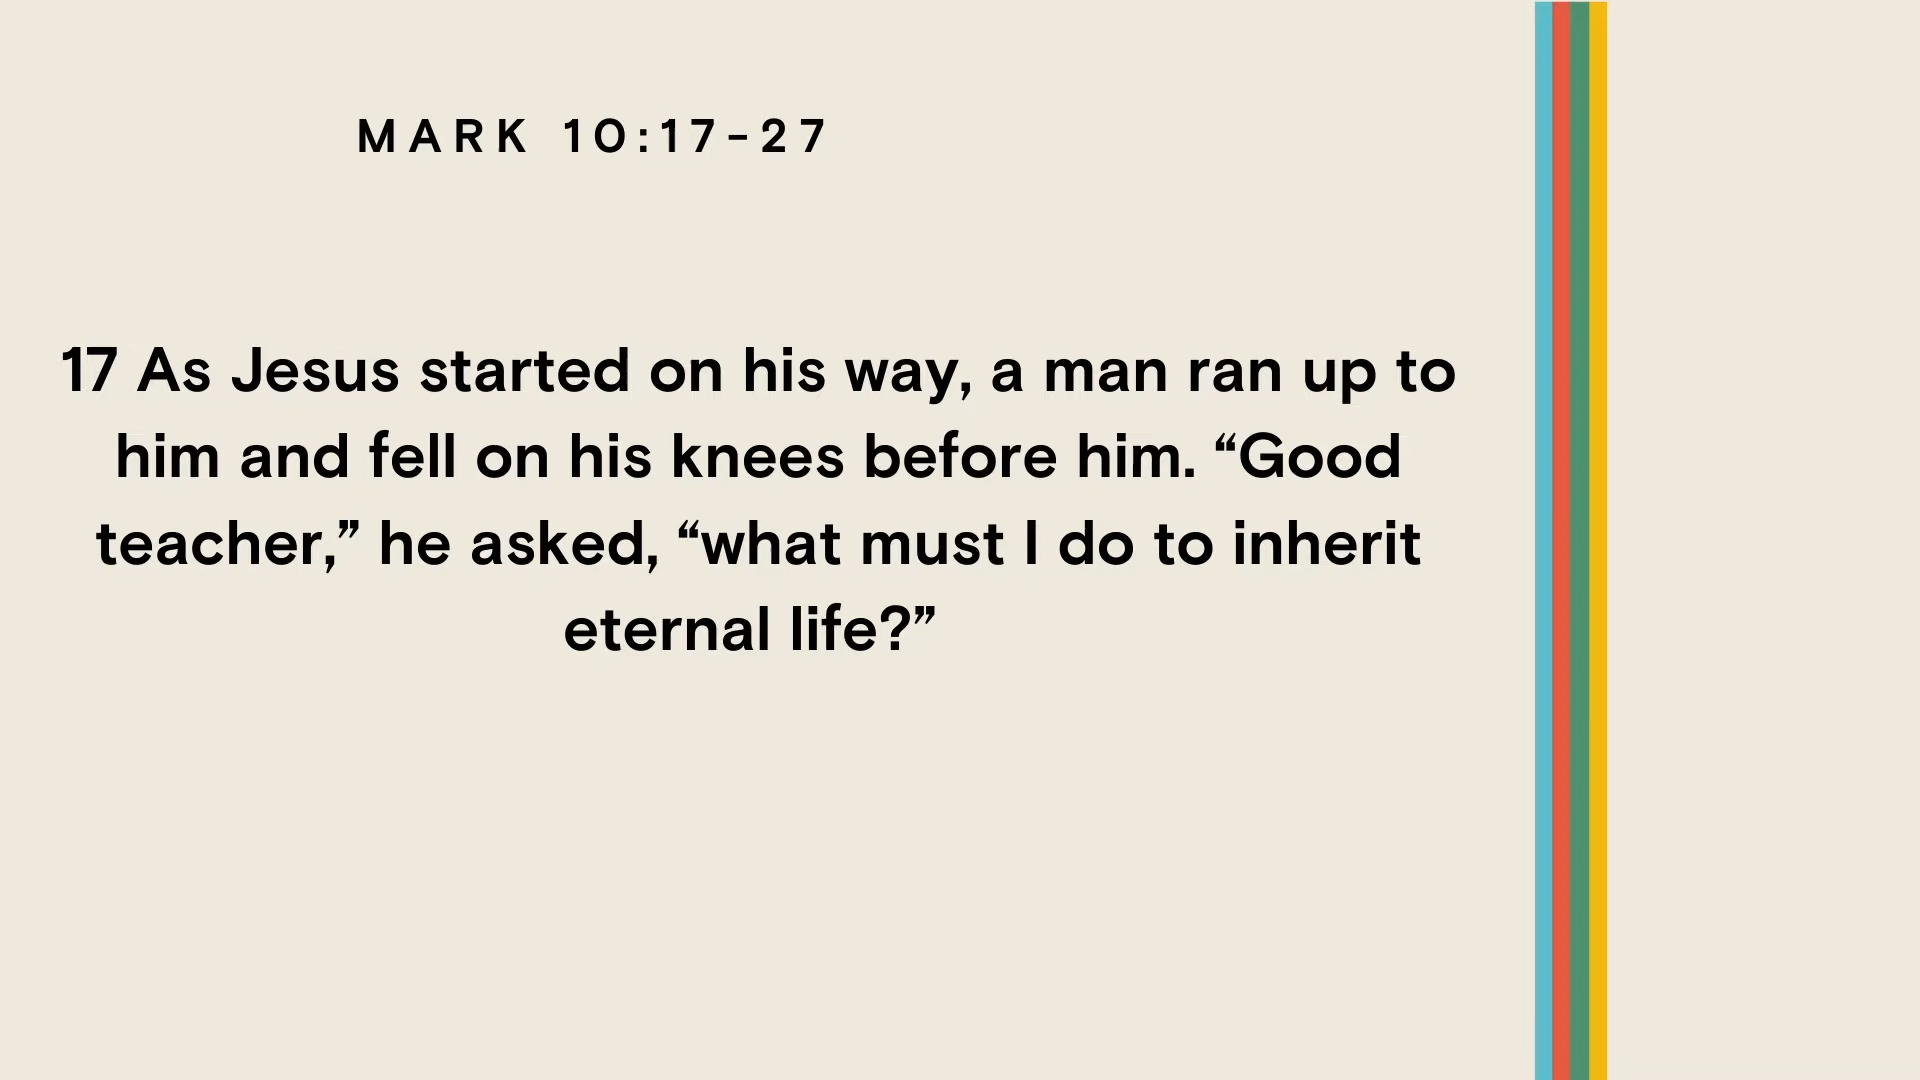 MARK 10:17-27
17 As Jesus started on his way, a man ran up to
him and fell on his knees before him. “Good
teacher,” he asked, “what must I do to inherit
eternal life?”